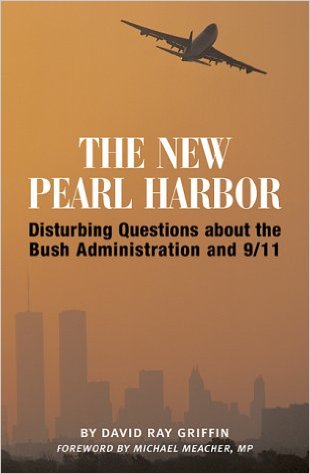 THE NEW
PEARL HARBOR
Disturbing Questions about the
Bush Administration and 9/11
BY DAVID RAY GRIFFIN
FOREWORD BY MICHAEL MEACHER, MP